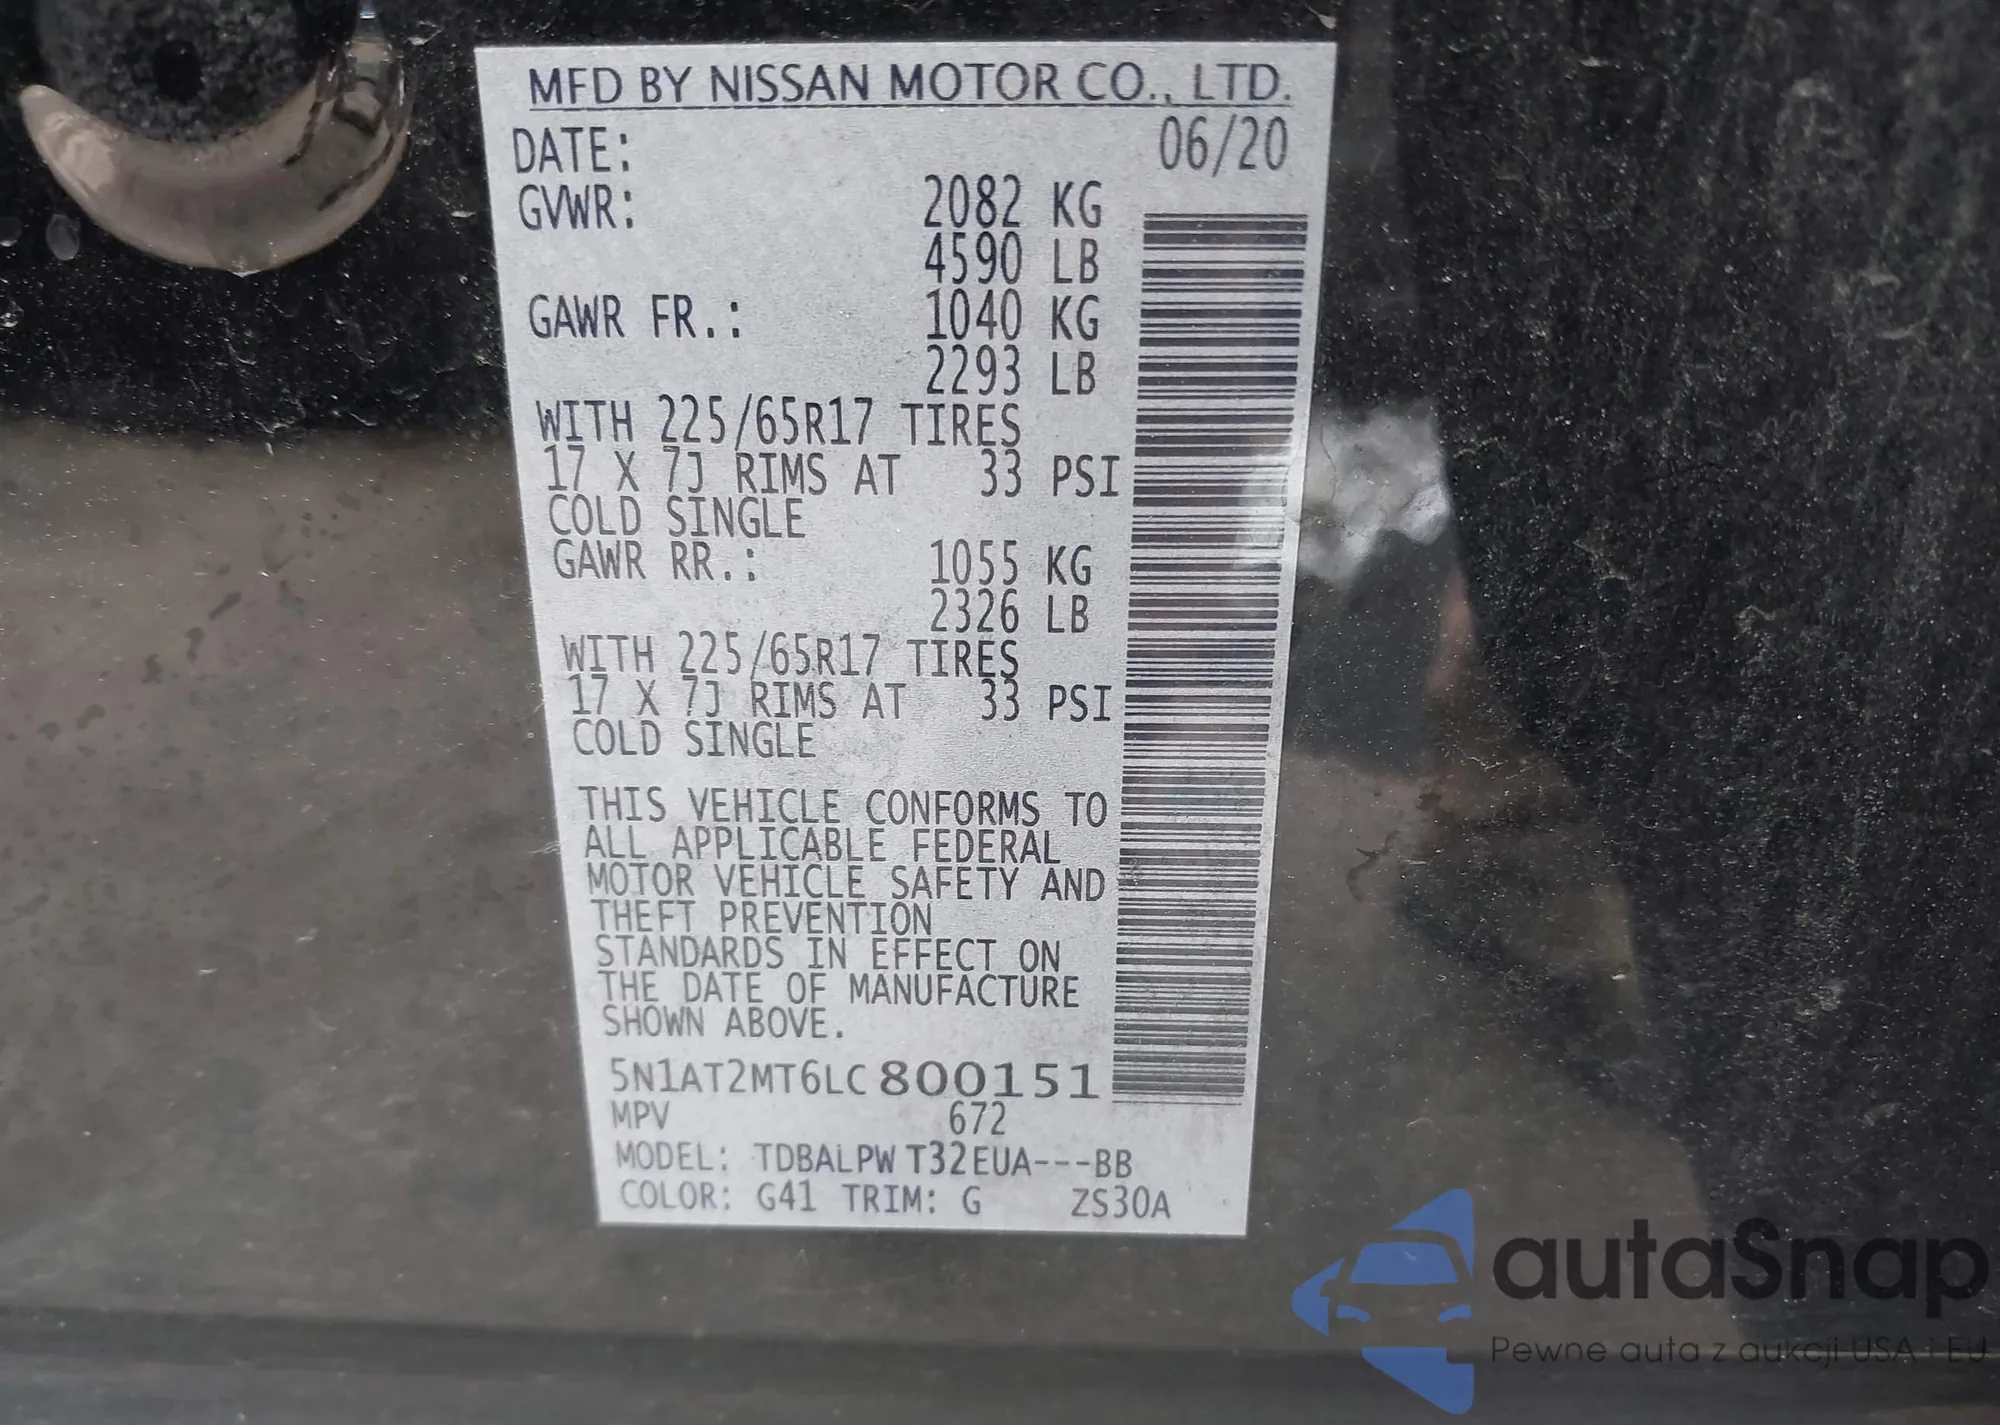 MFD BY NISSAN MOTOR CO., LTD.
DATE: 06/20
GVWR: 2082 KG
4590 LB
GAWR FR.: 1040 KG
2293 LB
WITH 225/65R17 TIRES
17 X 7J RIMS AT 33 PSI
COLD SINGLE
GAWR RR.: 1055 KG
2326 LB
WITH 225/65R17 TIRES
17 X 7J RIMS AT 33 PSI
COLD SINGLE
THIS VEHICLE CONFORMS TO
ALL APPLICABLE FEDERAL
MOTOR VEHICLE SAFETY AND
THEFT PREVENTION
STANDARDS IN EFFECT ON
THE DATE OF MANUFACTURE
SHOWN ABOVE.
5N1AT2MT6LC800151
MPV 672
MODEL: TDBALPW T32EUA---BB
COLOR: G41 TRIM: G ZS30A
autaSnap
Pewne auta z aukcji USA i EU